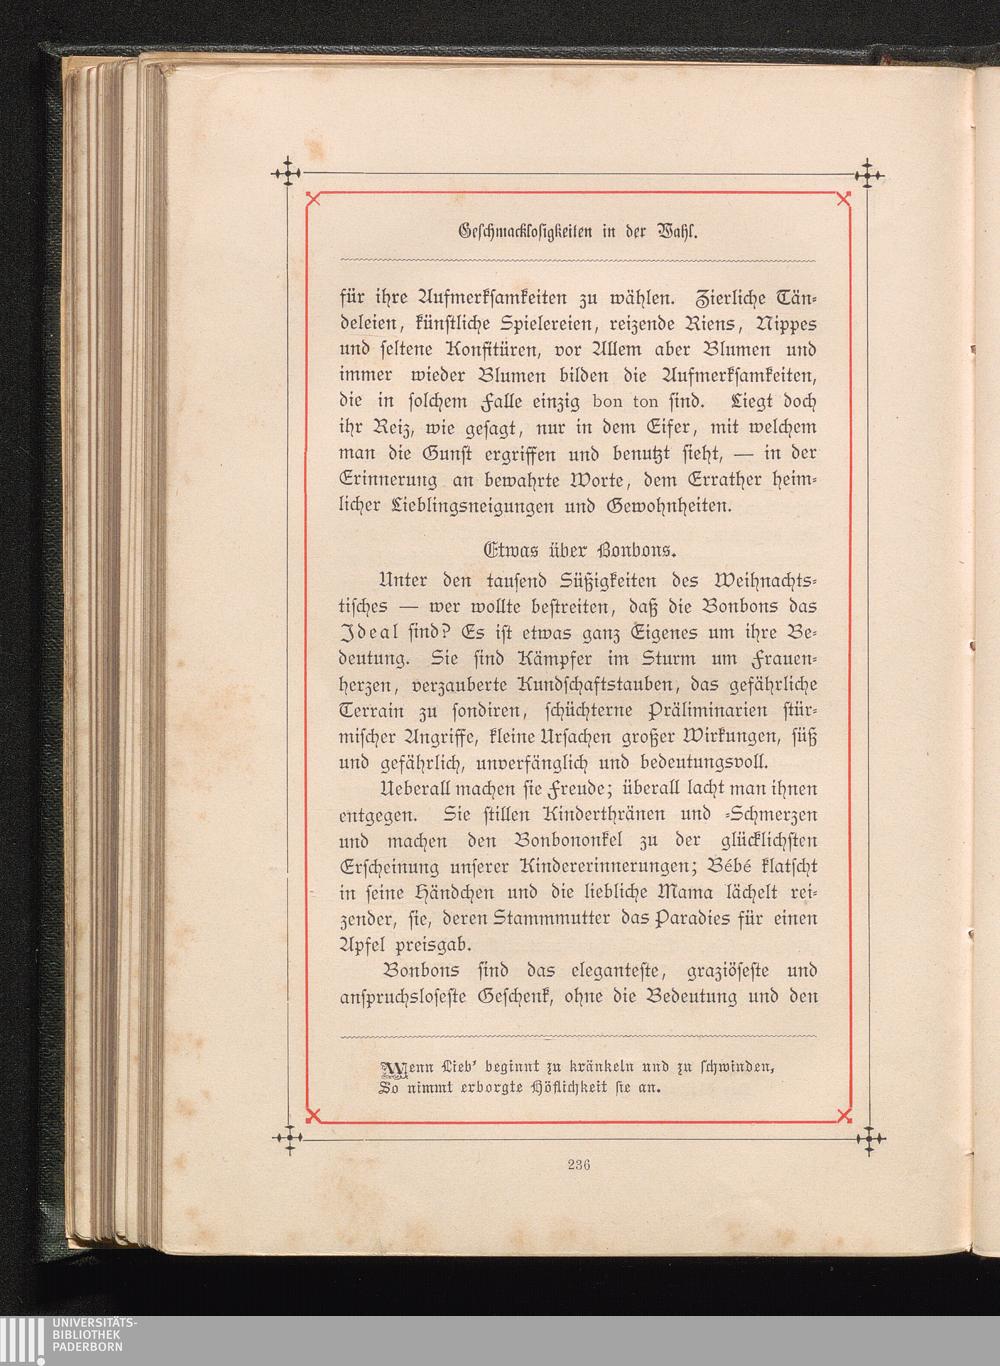 Geschmacklosigkeiten in der Wahl.
für ihre Aufmerksamkeiten zu wählen. Zierliche Tän-
deleien, künstliche Spielereien, reizende Riens, Nippes
und seltene Konfitüren, vor Allem aber Blumen und
immer wieder Blumen bilden die Aufmerksamkeiten,
die in solchem Falle einzig bon ton sind. Liegt doch
ihr Reiz, wie gesagt, nur in dem Eifer, mit welchem
man die Gunst ergriffen und benutzt sieht, — in der
Erinnerung an bewahrte Worte, dem Errather heim-
licher Lieblingsneigungen und Gewohnheiten.
Etwas über Bonbons.
Unter den tausend Süßigkeiten des Weihnachts-
tisches — wer wollte bestreiten, daß die Bonbons das
Ideal sind? Es ist etwas ganz Eigenes um ihre Be-
deutung. Sie sind Kämpfer im Sturm um Frauen-
herzen, verzauberte Kundschaftstauben, das gefährliche
Terrain zu sondiren, schüchterne Präliminarien stür-
mischer Angriffe, kleine Ursachen großer Wirkungen, süß
und gefährlich, unverfänglich und bedeutungsvoll.
Ueberall machen sie Freude; überall lacht man ihnen
entgegen. Sie stillen Kinderthränen und -Schmerzen
und machen den Bonbononkel zu der glücklichsten
Erscheinung unserer Kindererinnerungen; Bébé klatscht
in seine Händchen und die liebliche Mama lächelt rei-
zender, sie, deren Stammmutter das Paradies für einen
Apfel preisgab.
Bonbons sind das eleganteste, graziöseste und
anspruchsloseste Geschenk, ohne die Bedeutung und den
Wenn Lieb' beginnt zu kränkeln und zu schwinden,
So nimmt erborgte Höflichkeit sie an.
236
UNIVERSITÄTS-
BIBLIOTHEK
PADERBORN